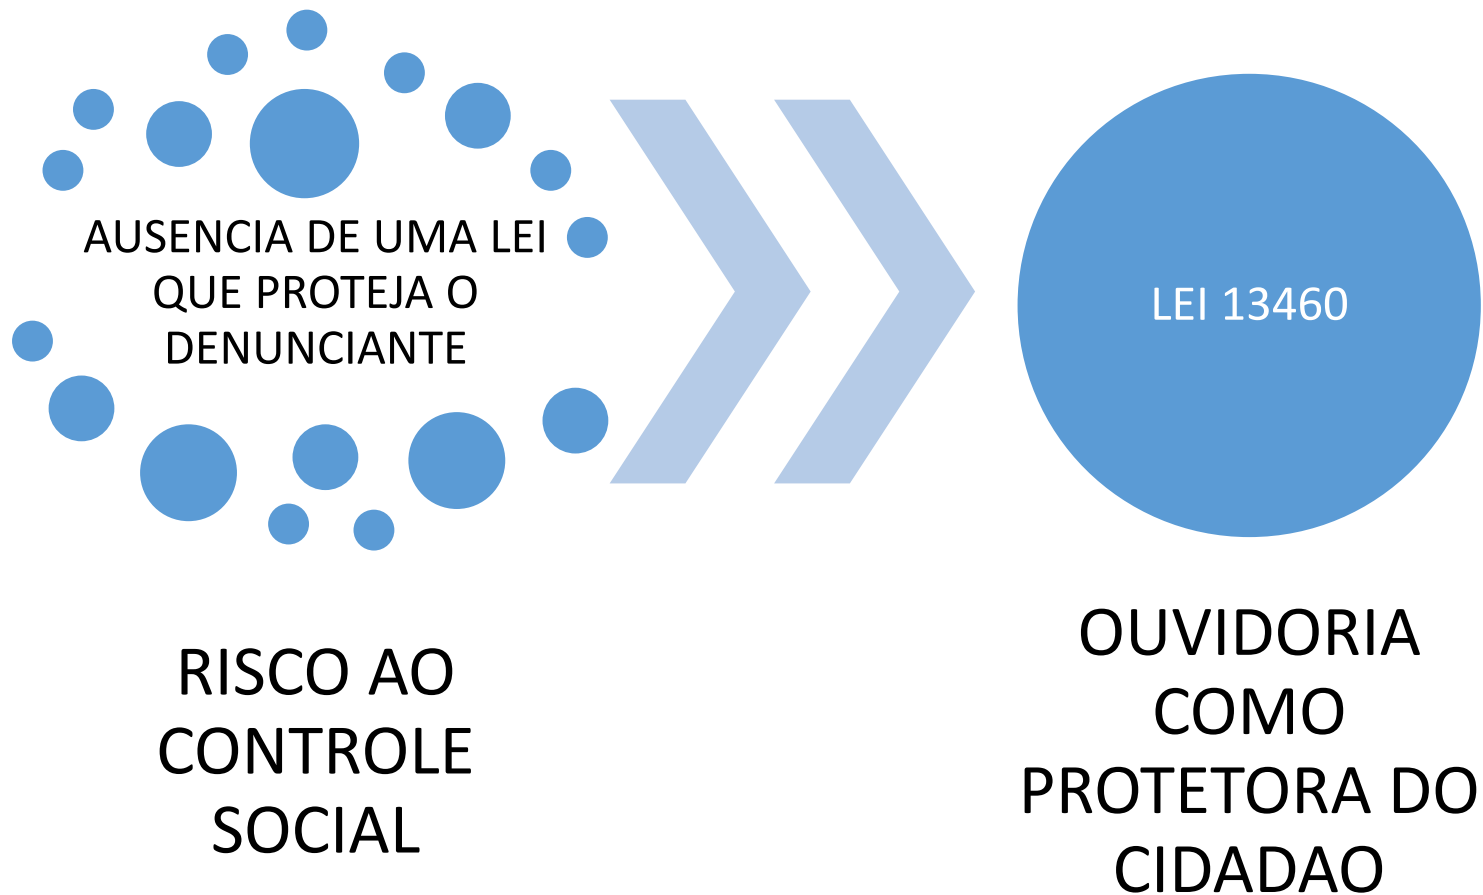 AUSENCIA DE UMA LEI
QUE PROTEJA O
DENUNCIANTE
RISCO AO
CONTROLE
SOCIAL
LEI 13460
OUVIDORIA
COMO
PROTETORA DO
CIDADAO